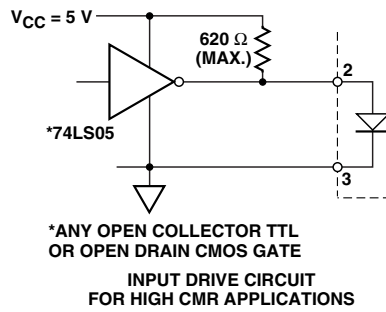 VCC = 5 V
620 Ω
(MAX.)
2
*74LS05
3
*ANY OPEN COLLECTOR TTL
OR OPEN DRAIN CMOS GATE
INPUT DRIVE CIRCUIT
FOR HIGH CMR APPLICATIONS